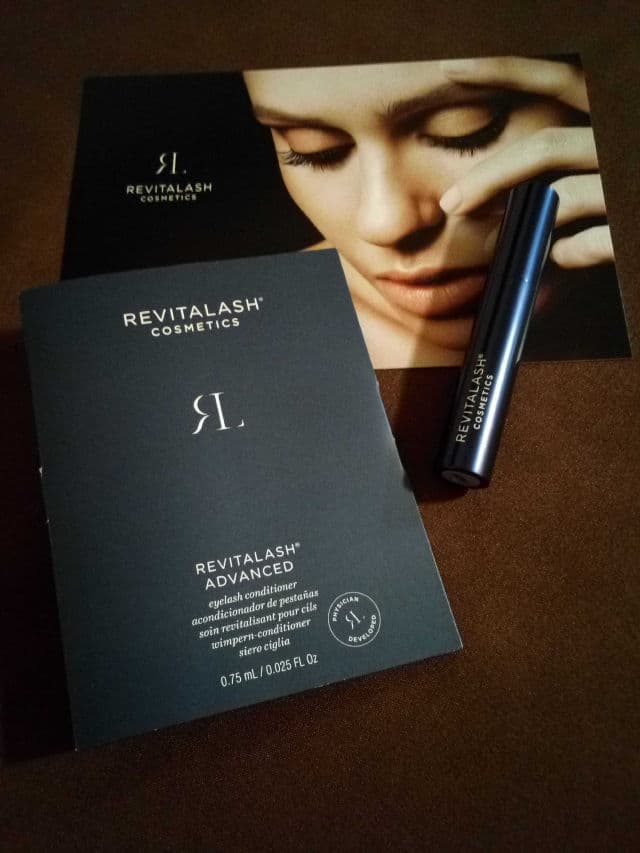 RL.
REVITALASH
COSMETICS
REVITALASH®
COSMETICS
RL.
REVITALASH®
ADVANCED
eyelash conditioner
acondicionador de pestañas
soin revitalisant pour cils
wimpern-conditioner
siero ciglia
0.75 mL / 0.025 FL Oz
PHYSICIAN
RL.
DEVELOPED
REVITALASH®
COSMETICS